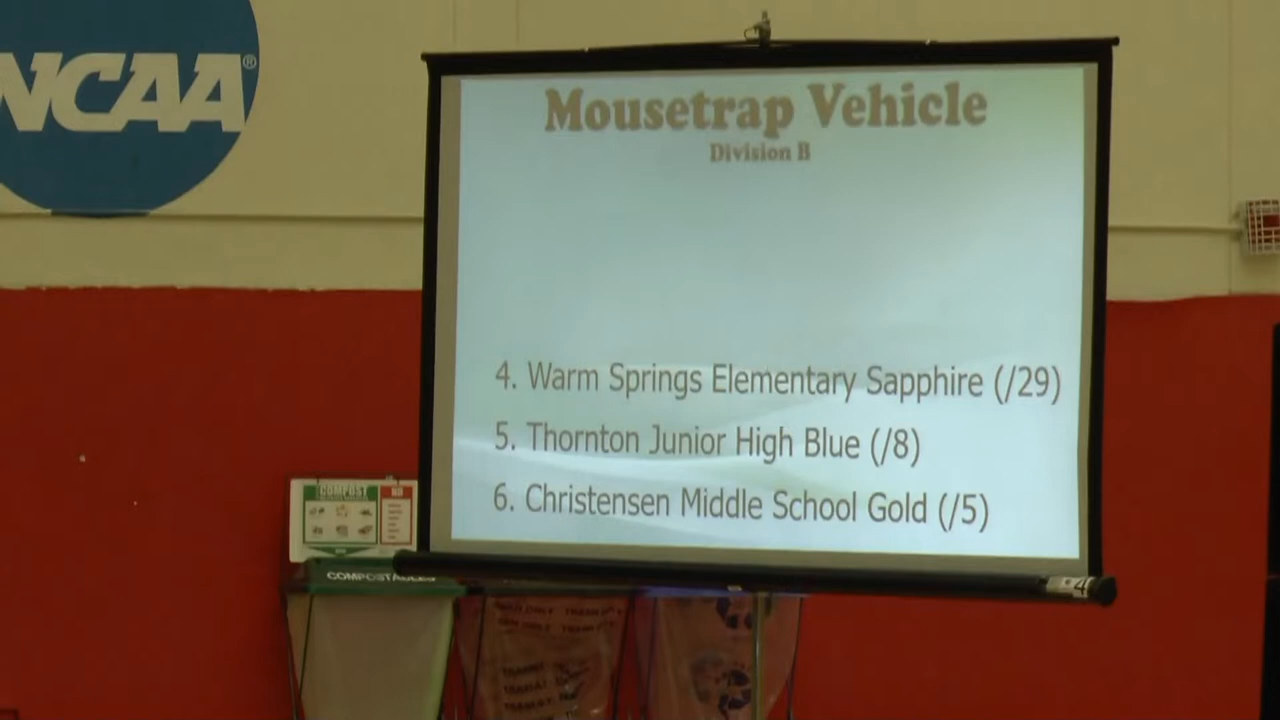 NCAA®
Mousetrap Vehicle
Division B
4. Warm Springs Elementary Sapphire (/29)
5. Thornton Junior High Blue (/8)
6. Christensen Middle School Gold (/5)
COMPOST
COMPOSTABLES